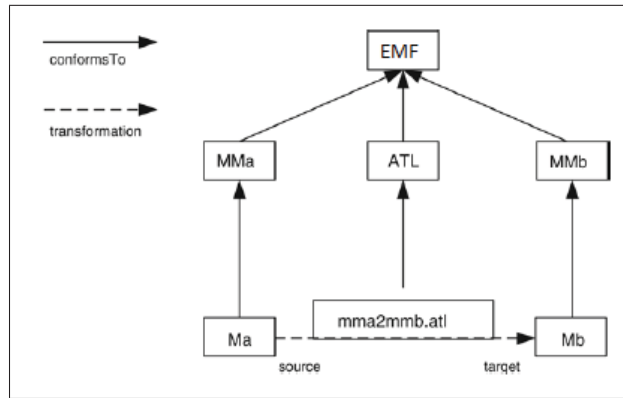 EMF
conformsTo
transformation
MMa
ATL
MMb
mma2mmb.atl
Ma
Mb
source
target